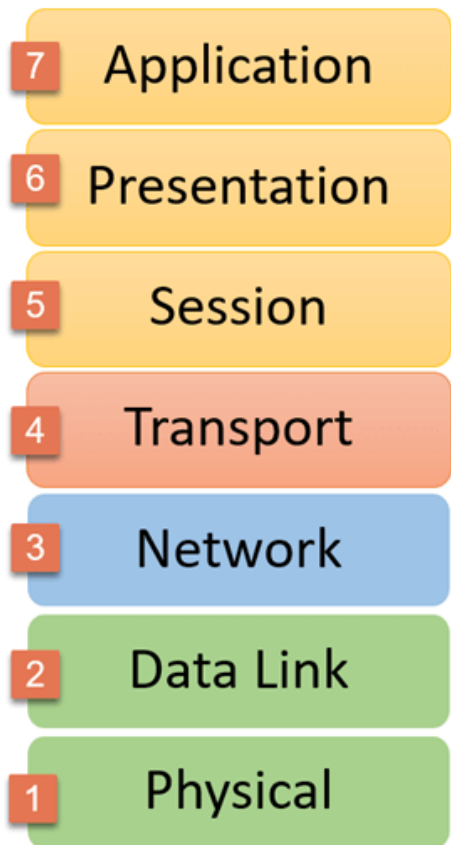 7 Application
6 Presentation
5 Session
4 Transport
3 Network
2 Data Link
1 Physical